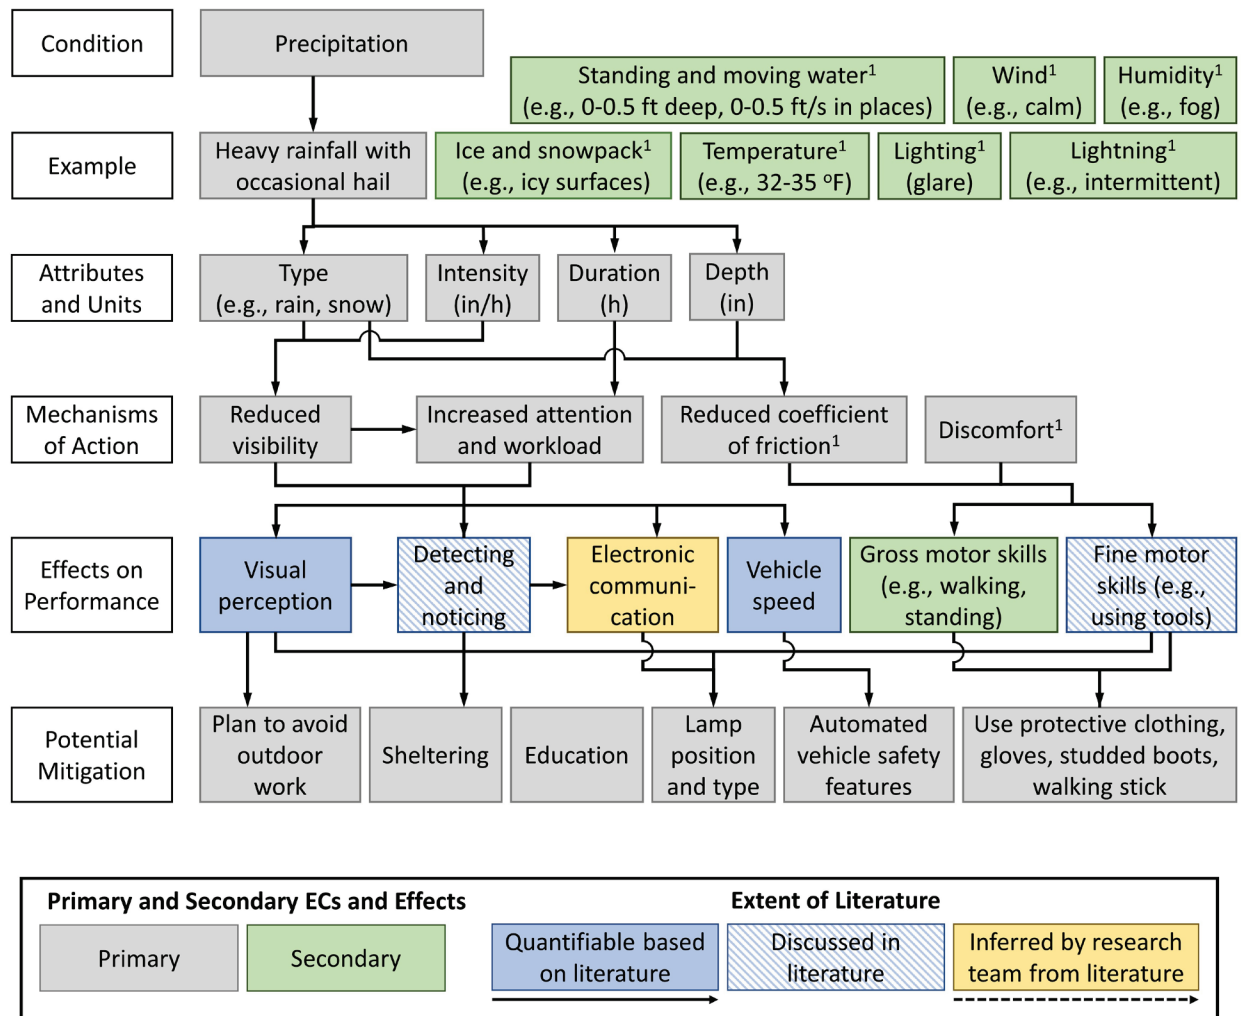 Condition
Precipitation
Standing and moving water¹
(e.g., 0-0.5 ft deep, 0-0.5 ft/s in places)
Wind¹
(e.g., calm)
Humidity¹
(e.g., fog)
Example
Heavy rainfall with
occasional hail
Ice and snowpack¹
(e.g., icy surfaces)
Temperature¹
(e.g., 32-35 ºF)
Lighting¹
(glare)
Lightning¹
(e.g., intermittent)
Attributes
and Units
Type
(e.g., rain, snow)
Intensity
(in/h)
Duration
(h)
Depth
(in)
Mechanisms
of Action
Reduced
visibility
Increased attention
and workload
Reduced coefficient
of friction¹
Discomfort¹
Effects on
Performance
Visual
perception
Detecting
and
noticing
Electronic
communi-
cation
Vehicle
speed
Gross motor skills
(e.g., walking,
standing)
Fine motor
skills (e.g.,
using tools)
Potential
Mitigation
Plan to avoid
outdoor
work
Sheltering
Education
Lamp
position
and type
Automated
vehicle safety
features
Use protective clothing,
gloves, studded boots,
walking stick
Primary and Secondary ECs and Effects
Primary
Secondary
Extent of Literature
Quantifiable based
on literature
Discussed in
literature
Inferred by research
team from literature